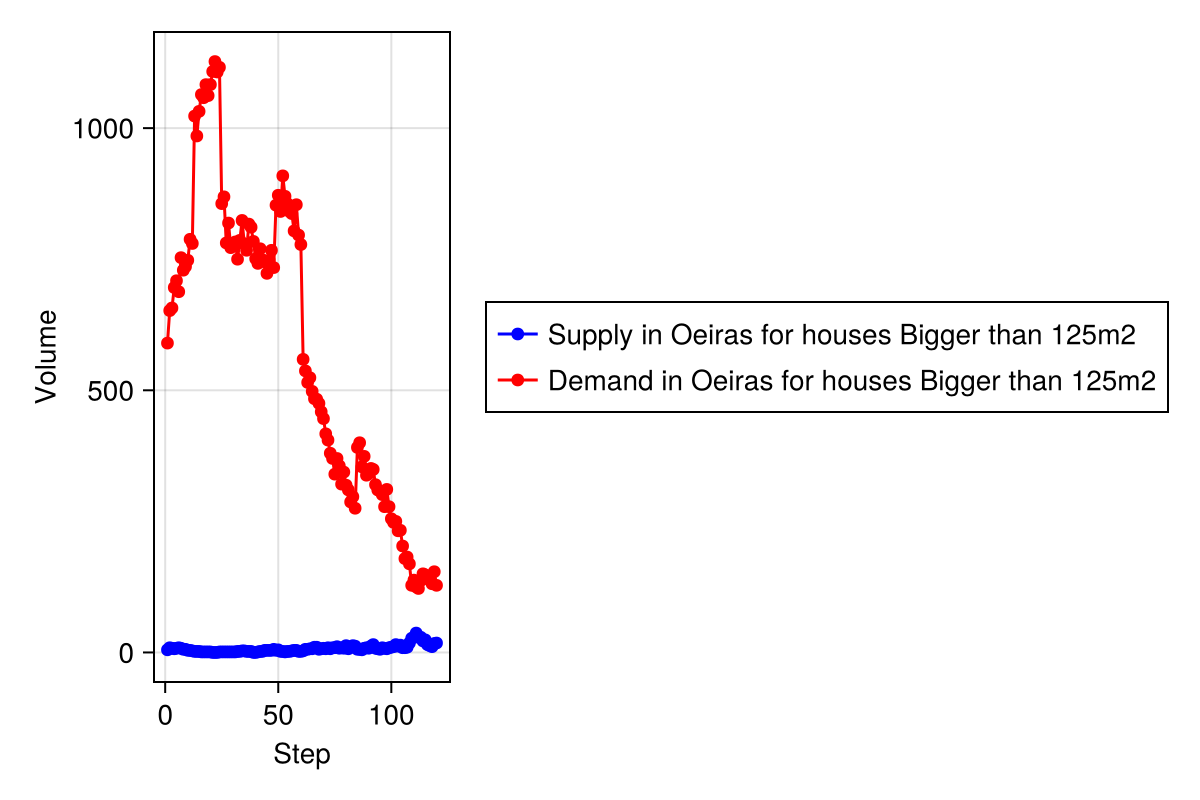 1000
500
0
Volume
0 50 100
Step
Supply in Oeiras for houses Bigger than 125m2
Demand in Oeiras for houses Bigger than 125m2